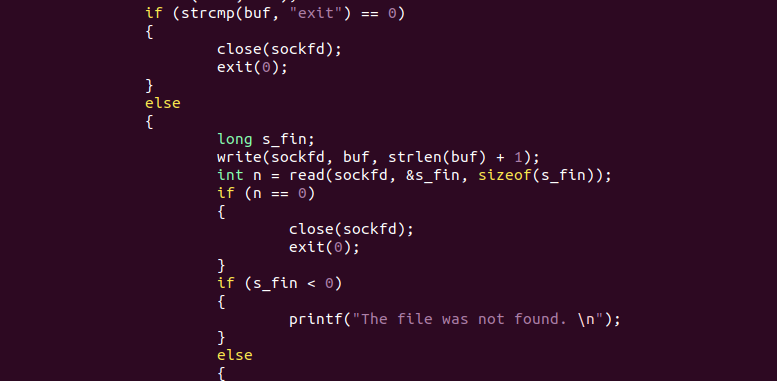 if (strcmp(buf, "exit") == 0)
{
close(sockfd);
exit(0);
}
else
{
long s_fin;
write(sockfd, buf, strlen(buf) + 1);
int n = read(sockfd, &s_fin, sizeof(s_fin));
if (n == 0)
{
close(sockfd);
exit(0);
}
if (s_fin < 0)
{
printf("The file was not found. \n");
}
else
{